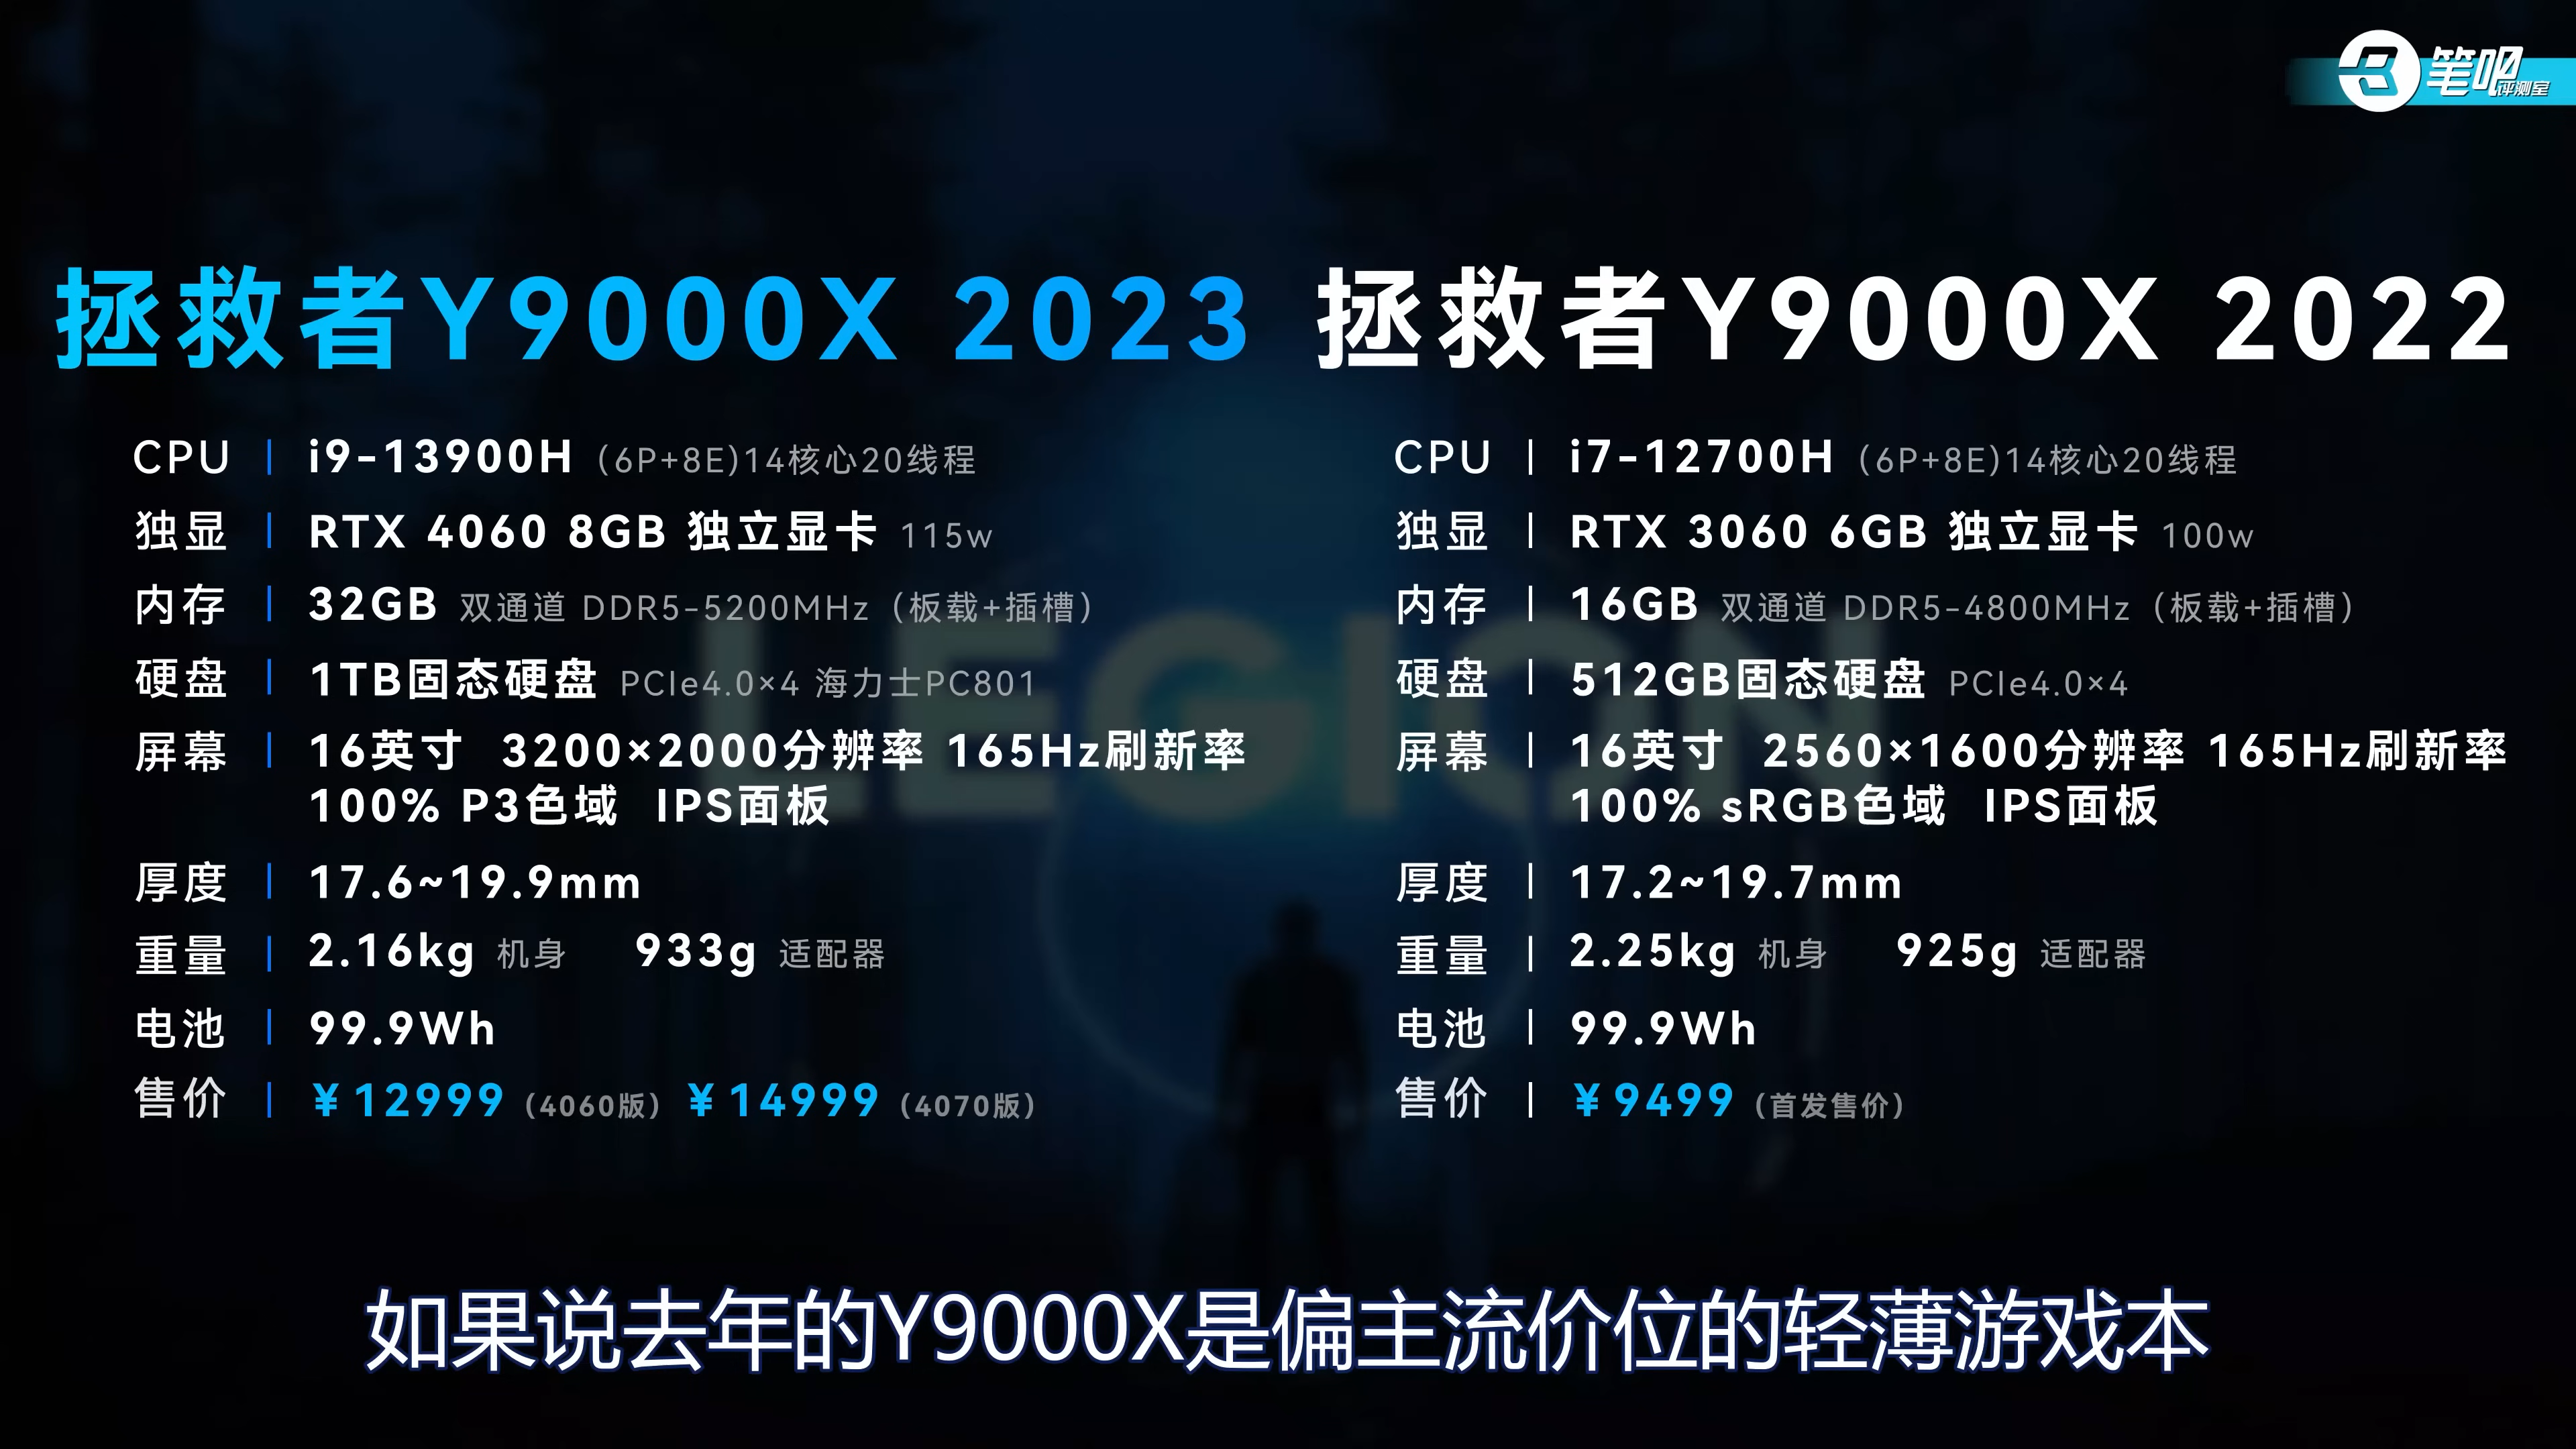 笔吧评测室
拯救者Y9000X 2023
CPU | i9-13900H (6P+8E)14核心20线程
独显 | RTX 4060 8GB 独立显卡 115w
内存 | 32GB 双通道 DDR5-5200MHz（板载+插槽）
硬盘 | 1TB固态硬盘 PCIe4.0×4 海力士PC801
屏幕 | 16英寸 3200×2000分辨率 165Hz刷新率
100% P3色域 IPS面板
厚度 | 17.6~19.9mm
重量 | 2.16kg 机身 933g 适配器
电池 | 99.9Wh
售价 | ¥12999（4060版）¥14999（4070版）
拯救者Y9000X 2022
CPU | i7-12700H (6P+8E)14核心20线程
独显 | RTX 3060 6GB 独立显卡 100w
内存 | 16GB 双通道 DDR5-4800MHz（板载+插槽）
硬盘 | 512GB固态硬盘 PCIe4.0×4
屏幕 | 16英寸 2560×1600分辨率 165Hz刷新率
100% sRGB色域 IPS面板
厚度 | 17.2~19.7mm
重量 | 2.25kg 机身 925g 适配器
电池 | 99.9Wh
售价 | ¥9499（首发售价）
LEGION
如果说去年的Y9000X是偏主流价位的轻薄游戏本